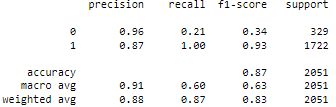 precision recall f1-score support
0 0.96 0.21 0.34 329
1 0.87 1.00 0.93 1722
accuracy 0.87 2051
macro avg 0.91 0.60 0.63 2051
weighted avg 0.88 0.87 0.83 2051